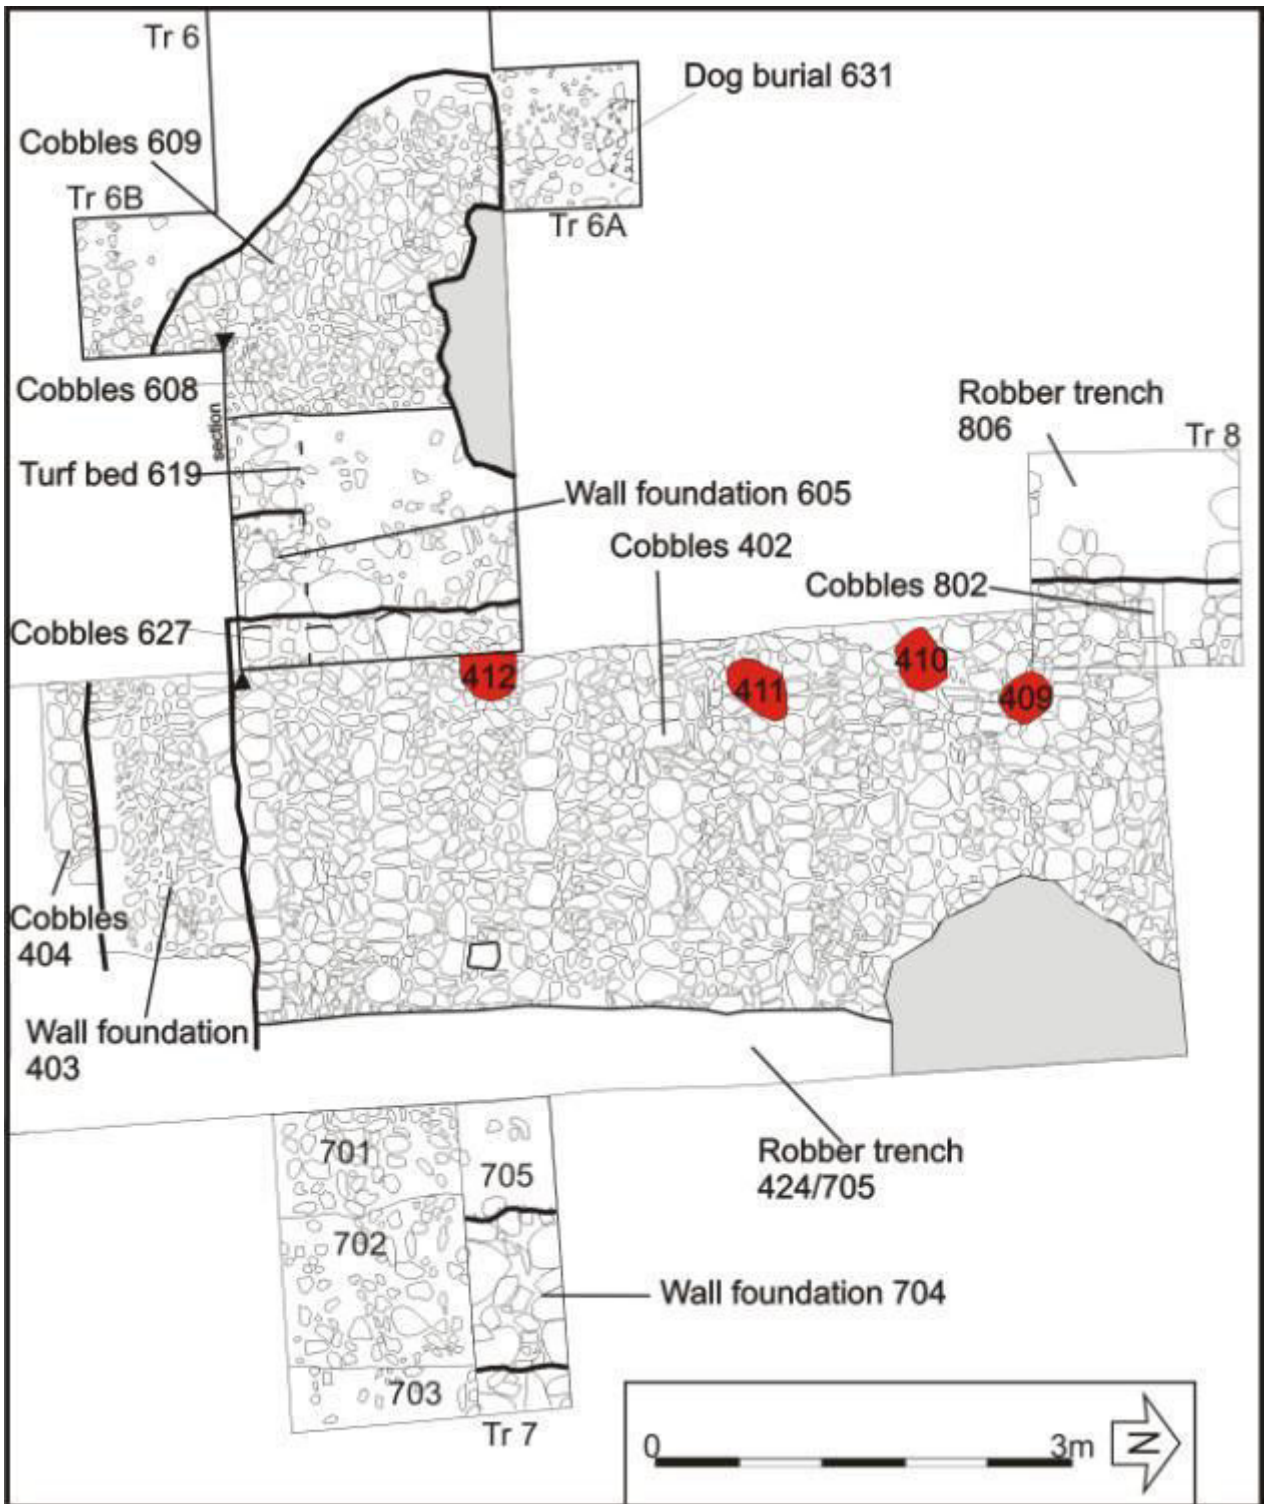 Tr 6
Dog burial 631
Cobbles 609
Tr 6B
Tr 6A
Cobbles 608
section
Robber trench
806
Tr 8
Turf bed 619
Wall foundation 605
Cobbles 402
Cobbles 802
Cobbles 627
412
411
410
409
Cobbles
404
Wall foundation
403
701
705
Robber trench
424/705
702
Wall foundation 704
703
Tr 7
0
3m
N